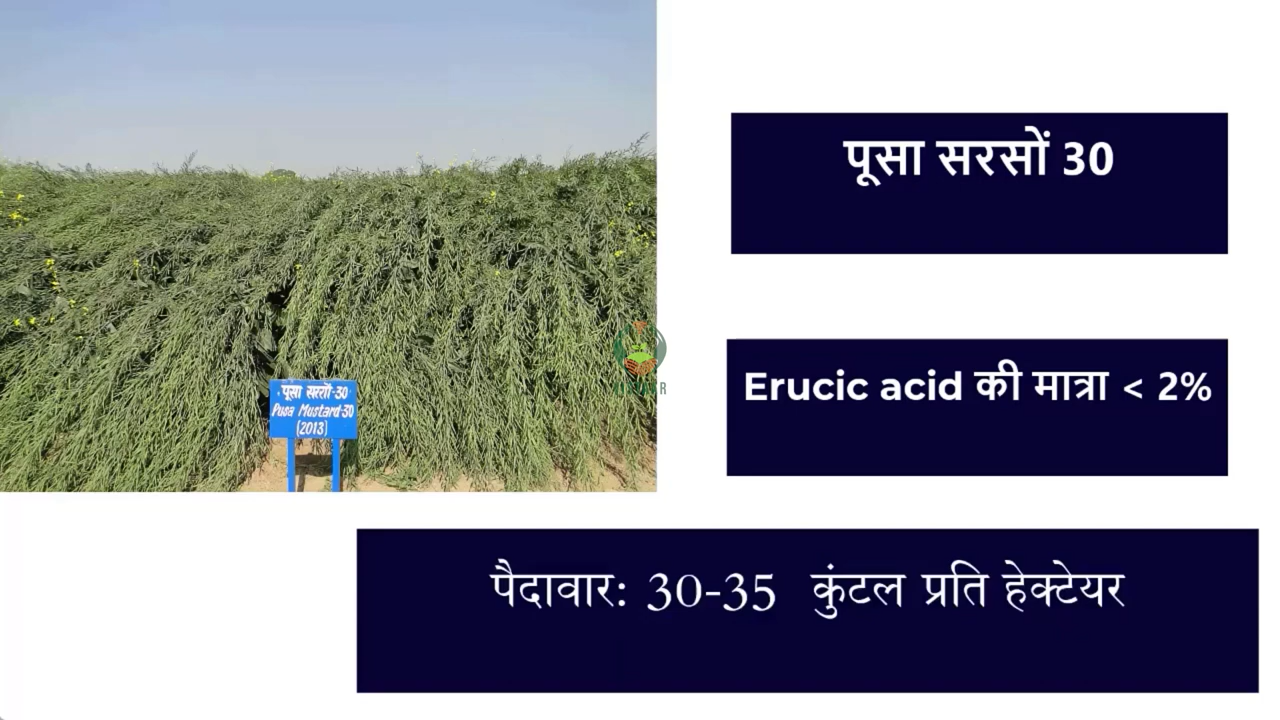 पूसा सरसों 30
पूसा सरसों-30
Pusa Mustard-30
(2013)
Erucic acid की मात्रा < 2%
पैदावार: 30-35 कुंटल प्रति हेक्टेयर